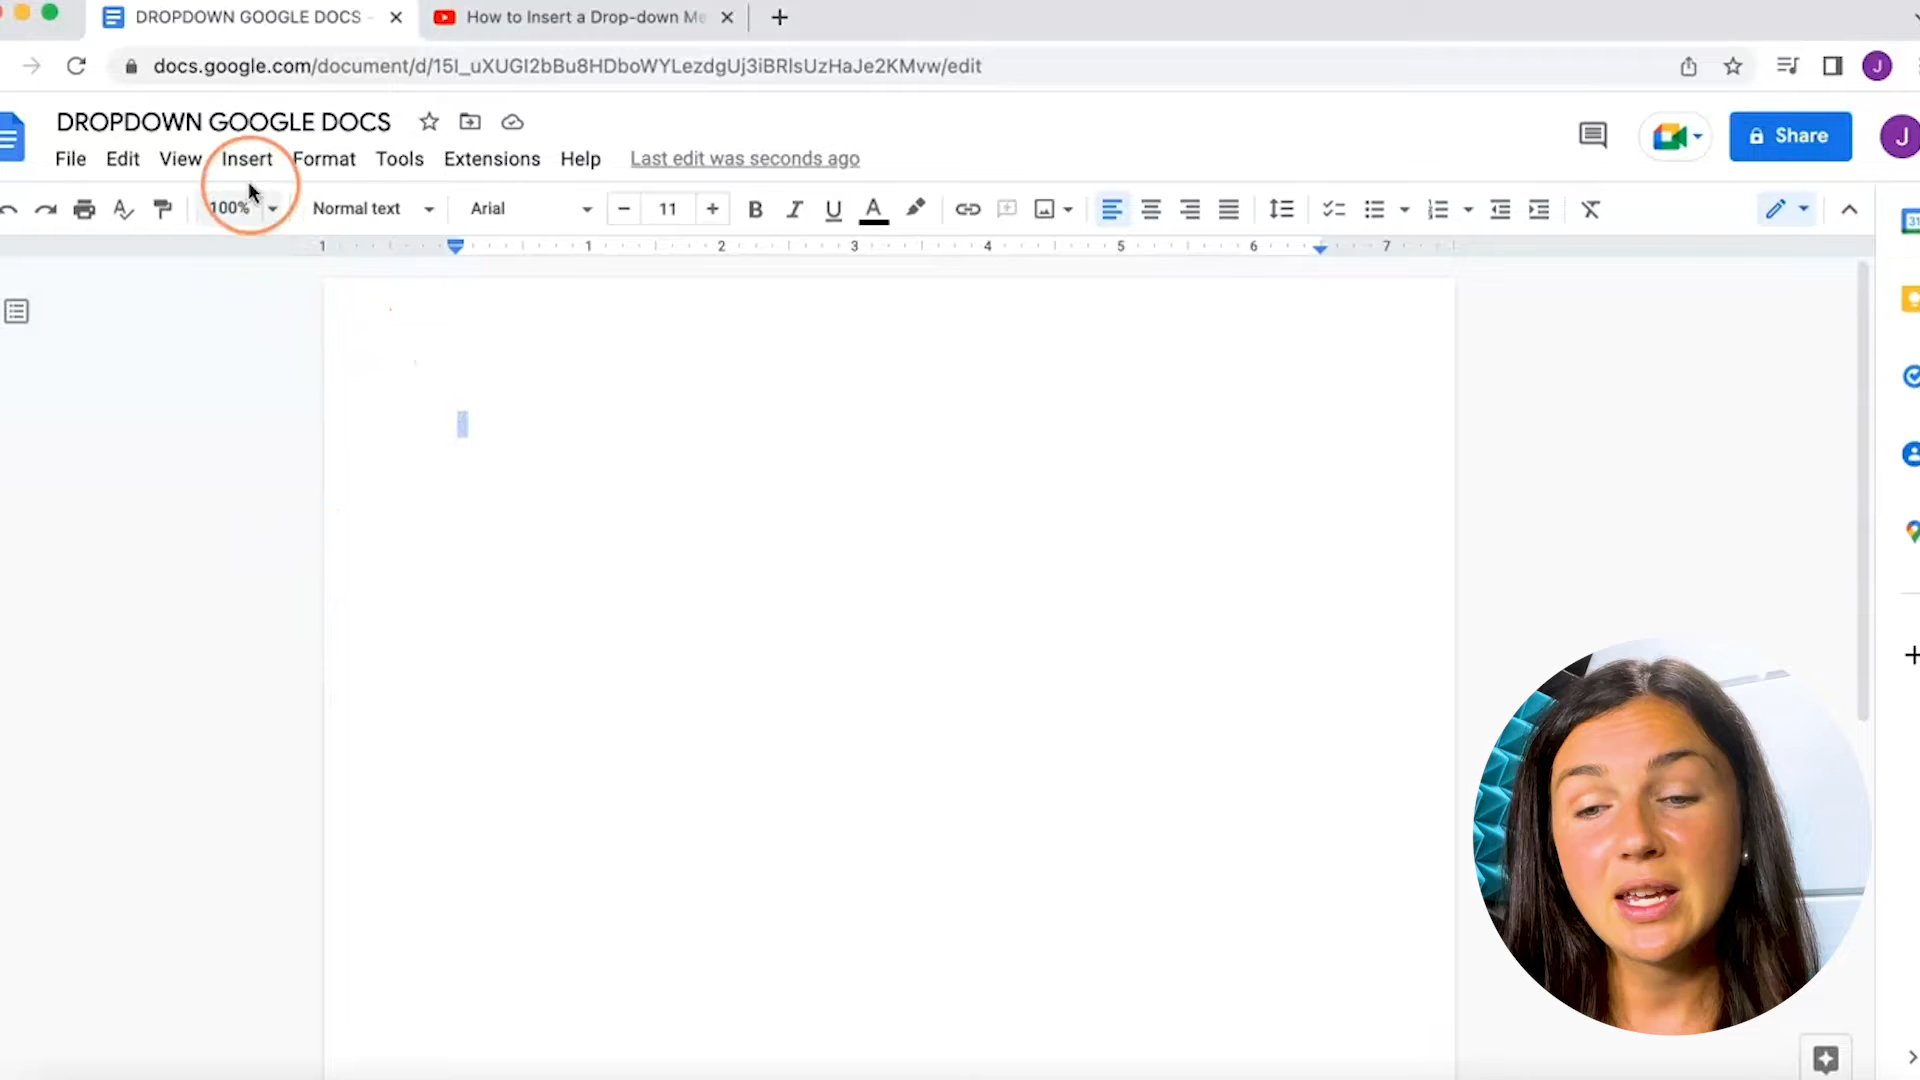 DROPDOWN GOOGLE DOCS -
How to Insert a Drop-down Me
docs.google.com/document/d/15I_uXUGI2bBu8HDboWYLezdgUj3iBRIsUzHaJe2KMvw/edit
J
DROPDOWN GOOGLE DOCS
Share
J
File Edit View Insert Format Tools Extensions Help Last edit was seconds ago
100% Normal text Arial 11 B I U A
31
1 1 2 3 4 5 6 7